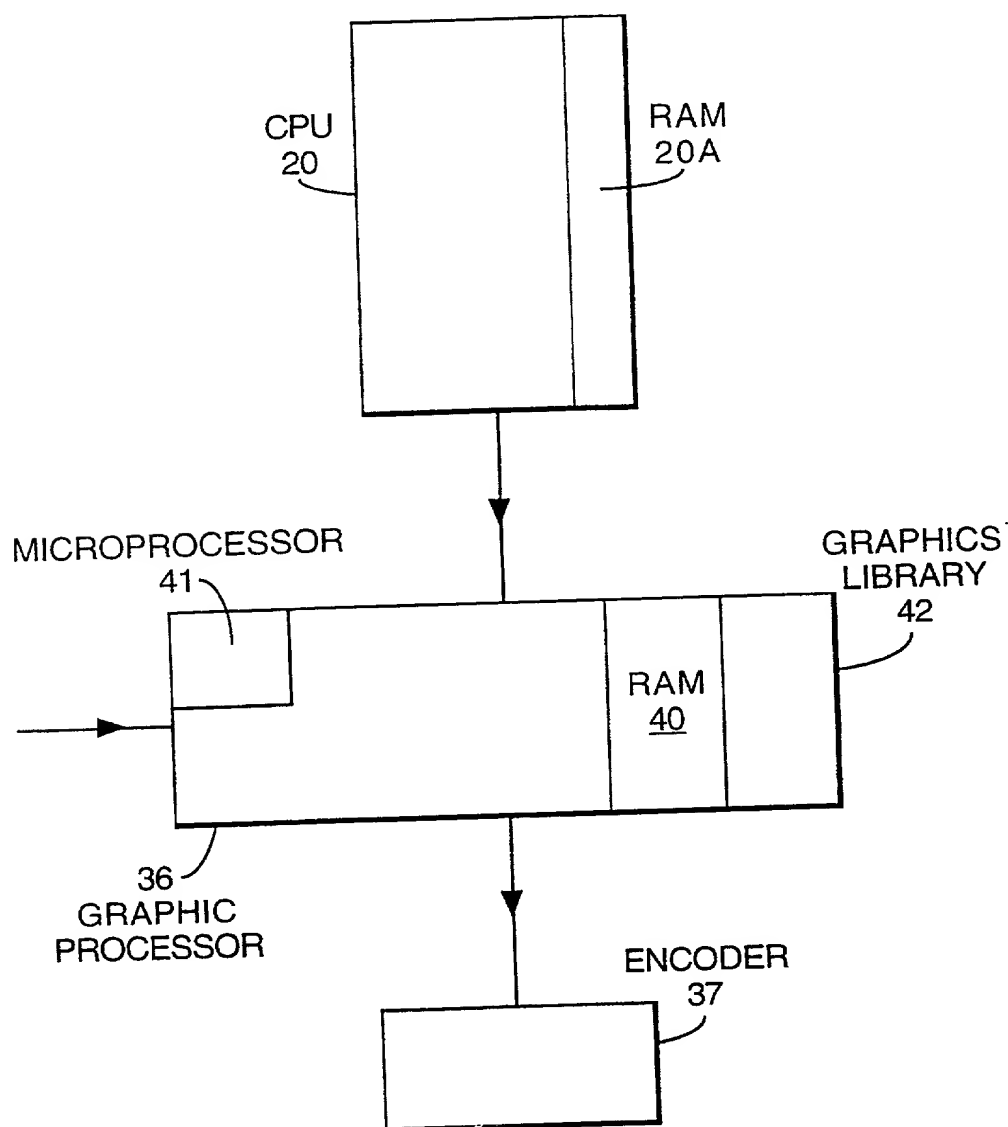 CPU
20
RAM
20A
MICROPROCESSOR
41
GRAPHICS
LIBRARY
42
RAM
40
36
GRAPHIC
PROCESSOR
ENCODER
37